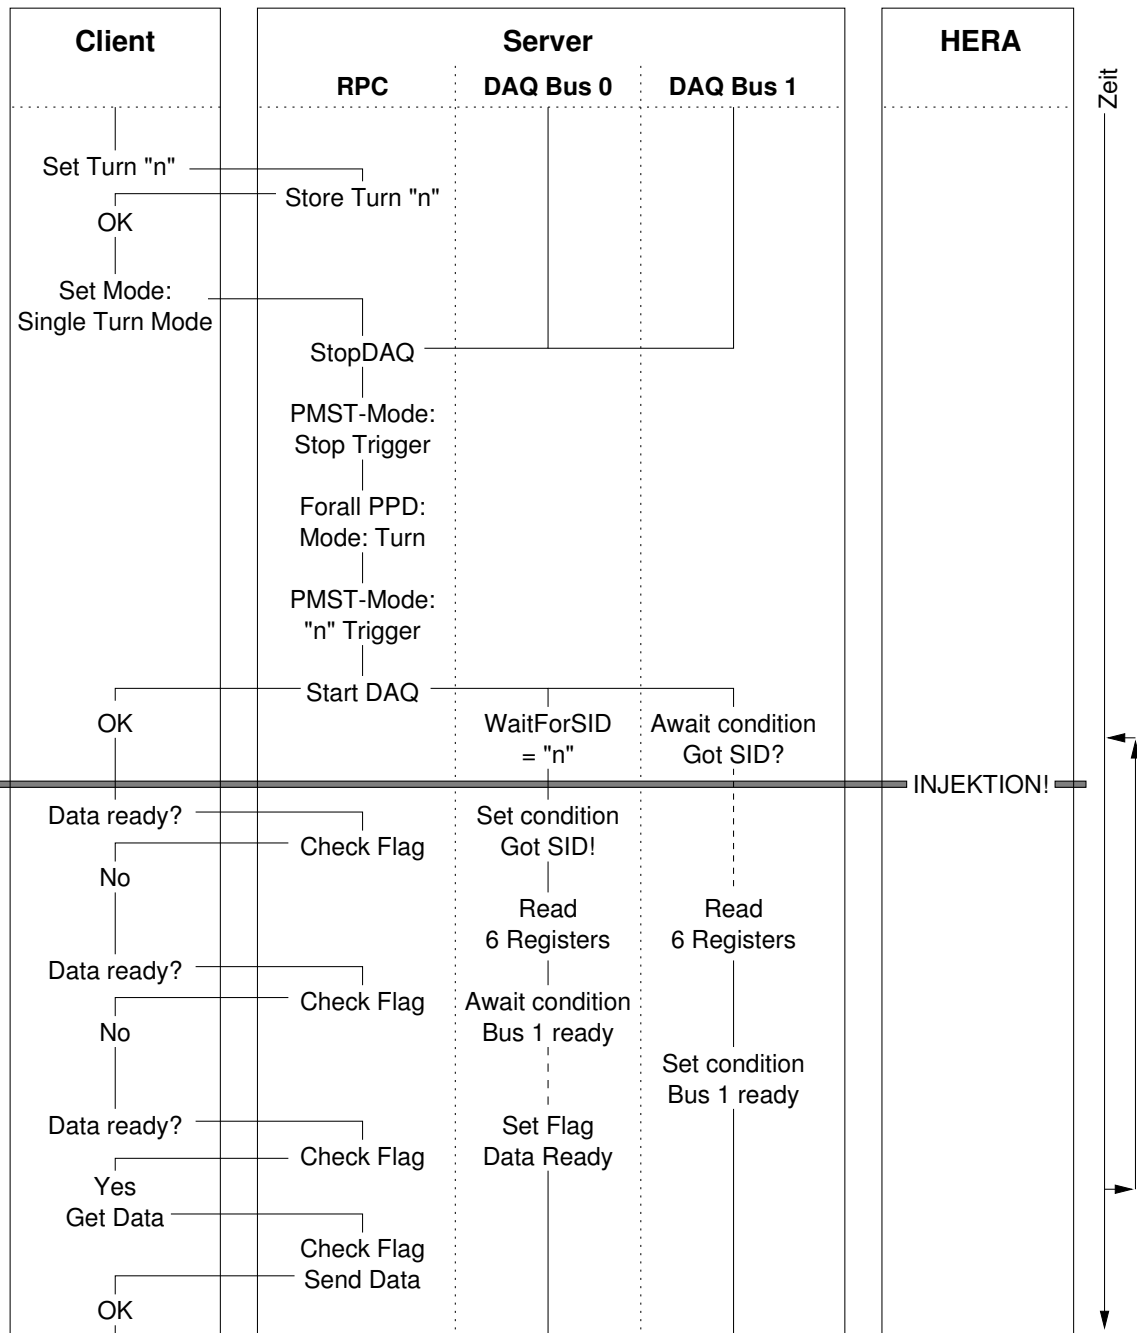 Client
Server
HERA
RPC
DAQ Bus 0
DAQ Bus 1
Zeit
Set Turn "n"
Store Turn "n"
OK
Set Mode:
Single Turn Mode
StopDAQ
PMST-Mode:
Stop Trigger
Forall PPD:
Mode: Turn
PMST-Mode:
"n" Trigger
Start DAQ
OK
WaitForSID
= "n"
Await condition
Got SID?
INJEKTION!
Data ready?
Check Flag
Set condition
Got SID!
No
Read
6 Registers
Read
6 Registers
Data ready?
Check Flag
Await condition
Bus 1 ready
No
Set condition
Bus 1 ready
Data ready?
Check Flag
Set Flag
Data Ready
Yes
Get Data
Check Flag
Send Data
OK